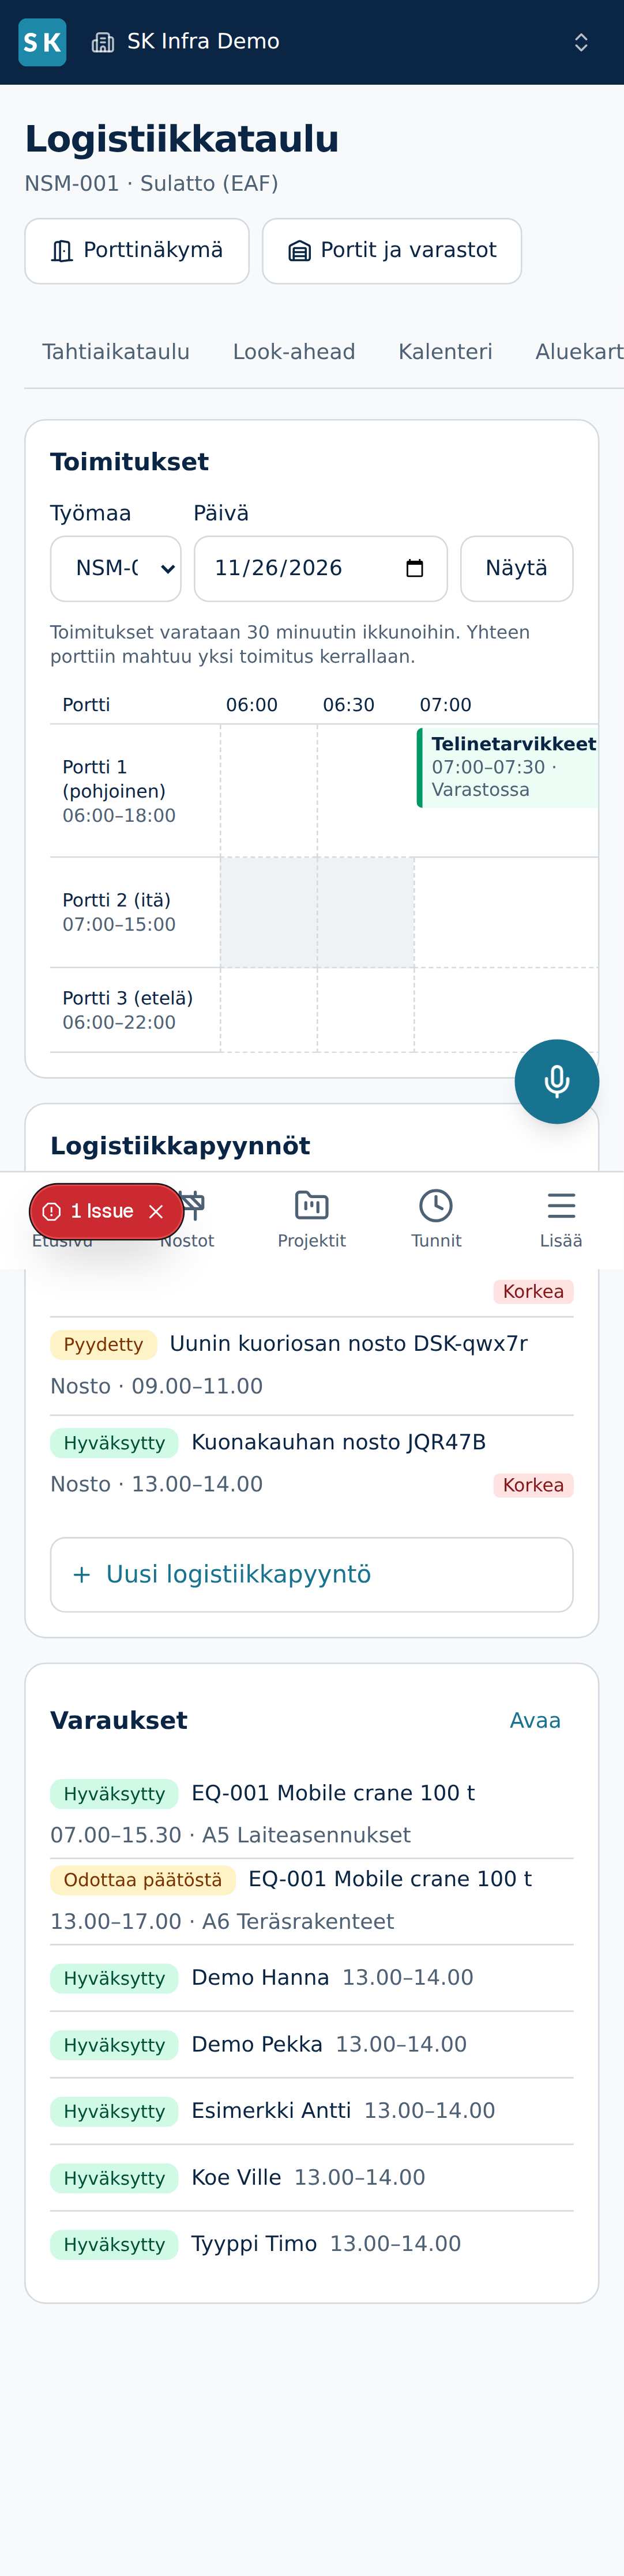 SK
SK Infra Demo
Logistiikkataulu
NSM-001 · Sulatto (EAF)
Porttinäkymä
Portit ja varastot
Tahtiaikataulu Look-ahead Kalenteri Aluekart
Toimitukset
Työmaa Päivä
NSM-0 11/26/2026 Näytä
Toimitukset varataan 30 minuutin ikkunoihin. Yhteen
porttiin mahtuu yksi toimitus kerrallaan.
Portti 06:00 06:30 07:00
Portti 1
(pohjoinen)
06:00–18:00
Telinetarvikkeet
07:00–07:30 ·
Varastossa
Portti 2 (itä)
07:00–15:00
Portti 3 (etelä)
06:00–22:00
Logistiikkapyynnöt
1 Issue
Etusivu Nostot Projektit Tunnit Lisää
Korkea
Pyydetty Uunin kuoriosan nosto DSK-qwx7r
Nosto · 09.00–11.00
Hyväksytty Kuonakauhan nosto JQR47B
Nosto · 13.00–14.00 Korkea
+ Uusi logistiikkapyyntö
Varaukset Avaa
Hyväksytty EQ-001 Mobile crane 100 t
07.00–15.30 · A5 Laiteasennukset
Odottaa päätöstä EQ-001 Mobile crane 100 t
13.00–17.00 · A6 Teräsrakenteet
Hyväksytty Demo Hanna 13.00–14.00
Hyväksytty Demo Pekka 13.00–14.00
Hyväksytty Esimerkki Antti 13.00–14.00
Hyväksytty Koe Ville 13.00–14.00
Hyväksytty Tyyppi Timo 13.00–14.00